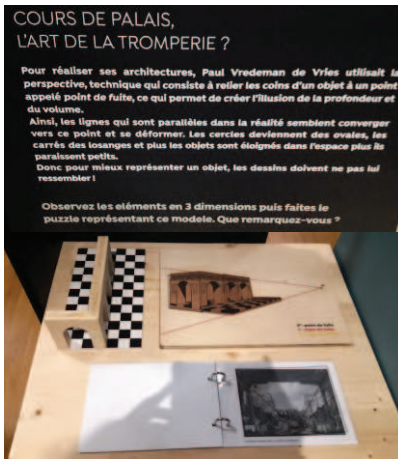 COURS DE PALAIS,
L'ART DE LA TROMPERIE ?
Pour réaliser ses architectures, Paul Vredeman de Vries utilisait la
perspective, technique qui consiste à relier les coins d'un objet à un point
appelé point de fuite, ce qui permet de créer l'illusion de la profondeur et
du volume.
Ainsi, les lignes qui sont parallèles dans la réalité semblent converger
vers ce point et se déformer. Les cercles deviennent des ovales, les
carrés des losanges et plus les objets sont éloignés dans l'espace plus ils
paraissent petits.
Donc pour mieux représenter un objet, les dessins doivent ne pas lui
ressembler !
Observez les eléments en 3 dimensions puis faites le
puzzle représentant ce modele. Que remarquez-vous ?
point de fuite